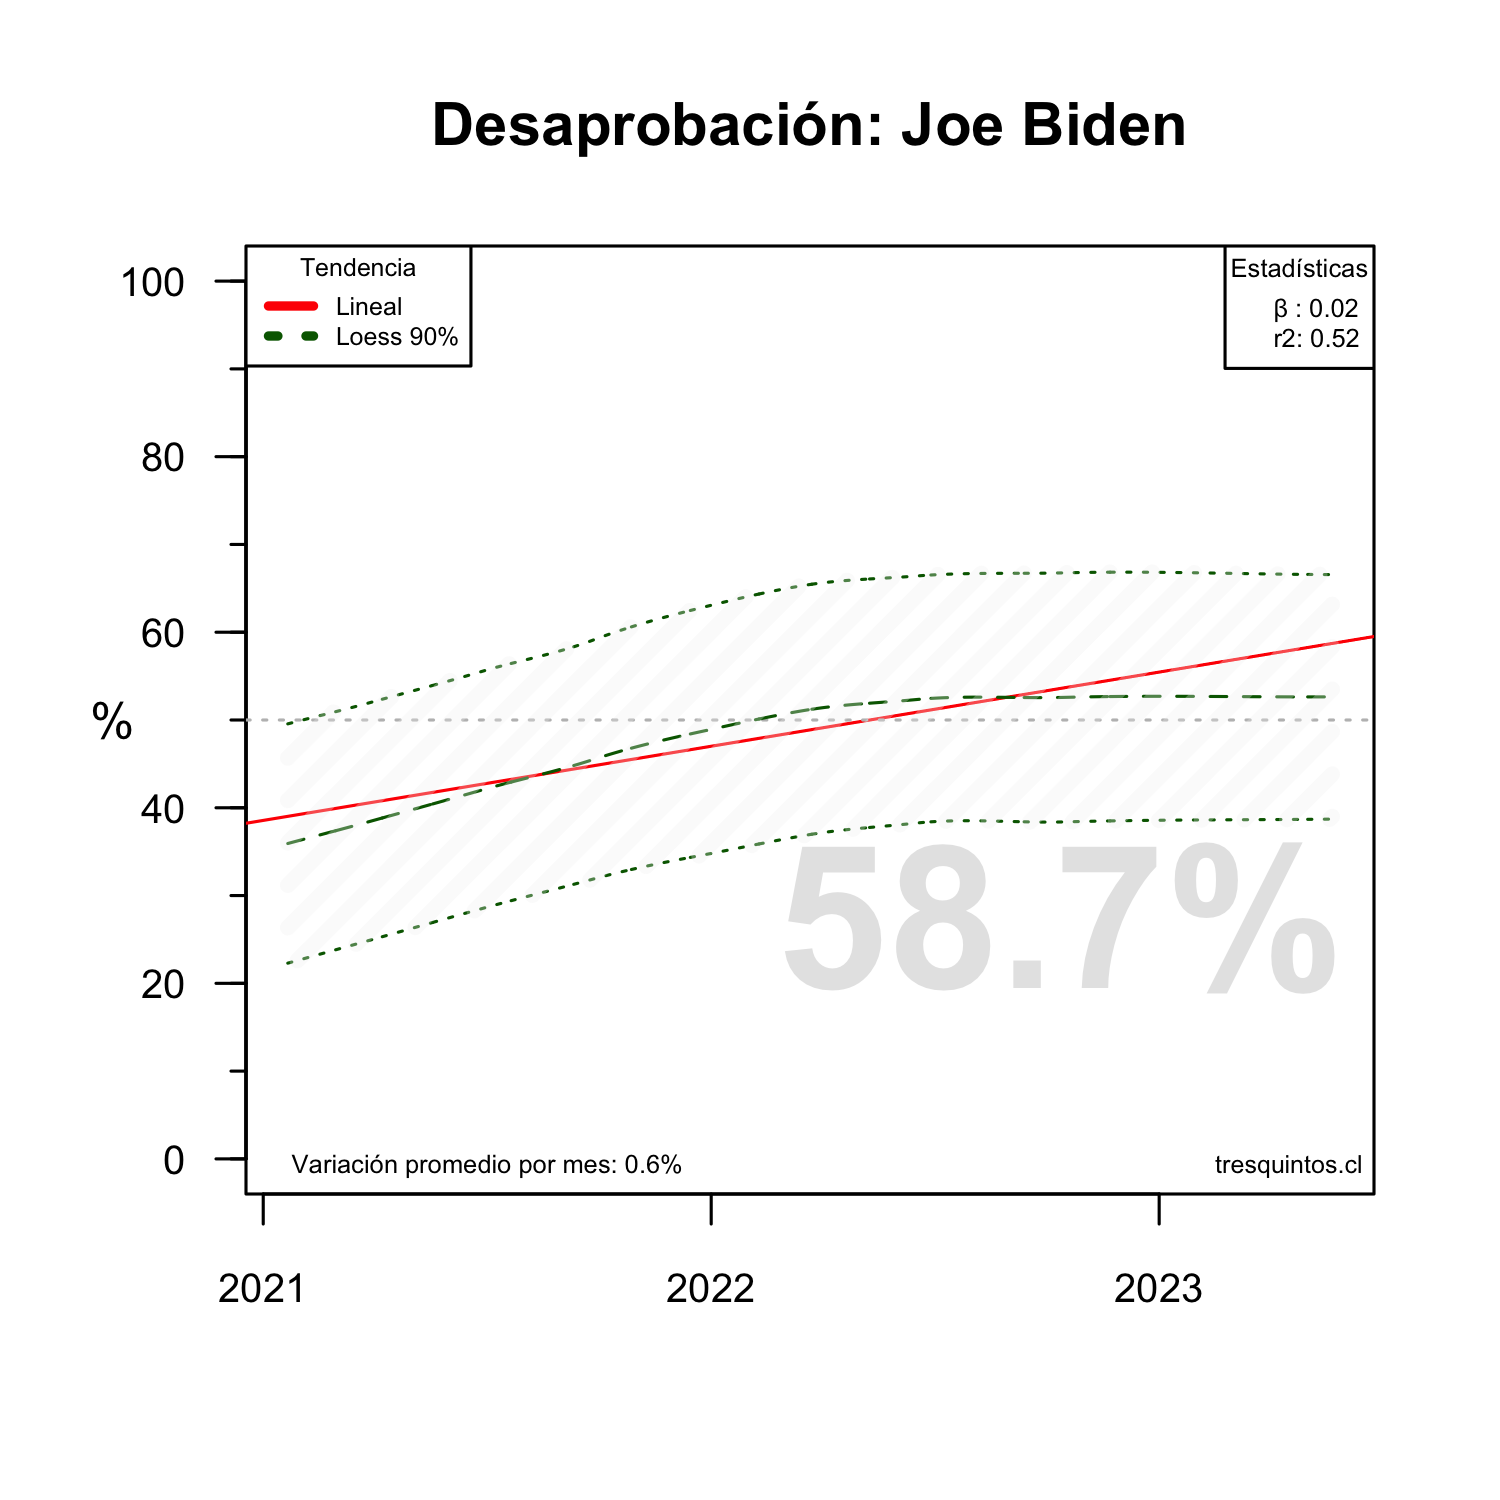 Desaprobación: Joe Biden
Tendencia
Lineal
Loess 90%
Estadísticas
β : 0.02
r2: 0.52
100
80
60
%
40
20
0
58.7%
Variación promedio por mes: 0.6%
tresquintos.cl
2021
2022
2023